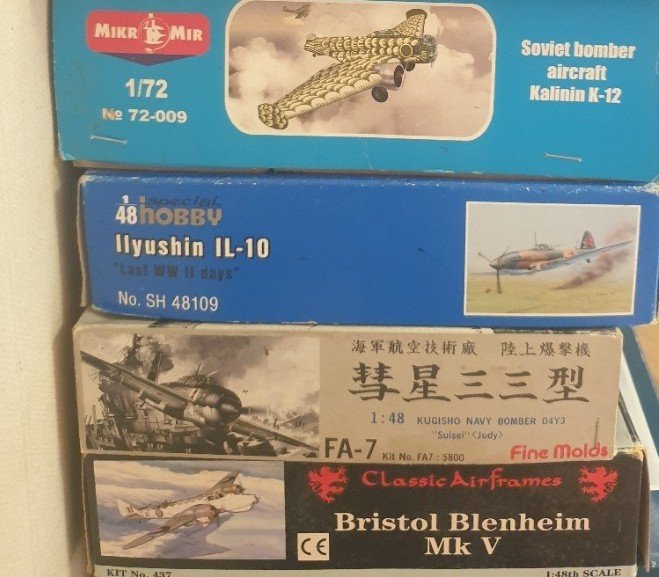 MIKR MIR
1/72
№ 72-009
Soviet bomber
aircraft
Kalinin K-12
1 special
48 hobby
Ilyushin IL-10
"Last WW II days"
No. SH 48109
海軍航空技術廠 陸上爆撃機
彗星三三型
1:48 KUGISHO NAVY BOMBER D4Y3
"Suisei" (Judy)
FA-7 Kit No. FA7 : 5800
Fine Molds
Classic Airframes
Bristol Blenheim
Mk V
CE
KIT No. 437
1:48th SCALE